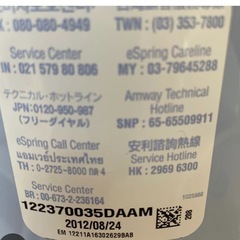 KR : 080-080-4949
TWN : (03) 353-7800
Service Center
eSpring Careline
IN : 021 579 80 806
MY : 03-79645288
テクニカル・ホットライン
Amway Technical
JPN:0120-950-987
Hotline
(フリーダイヤル)
SNP : 65-65509911
eSpring Call Center
安利諮詢熱線
แอมเวย์ประเทศไทย
HK : 2969 6300
TH : 0-2725-8000 กด 4
Service Center
BR : 00-673-2-236164
122370035DAAM
2012/08/24
EM 12211A16302629BAB
208